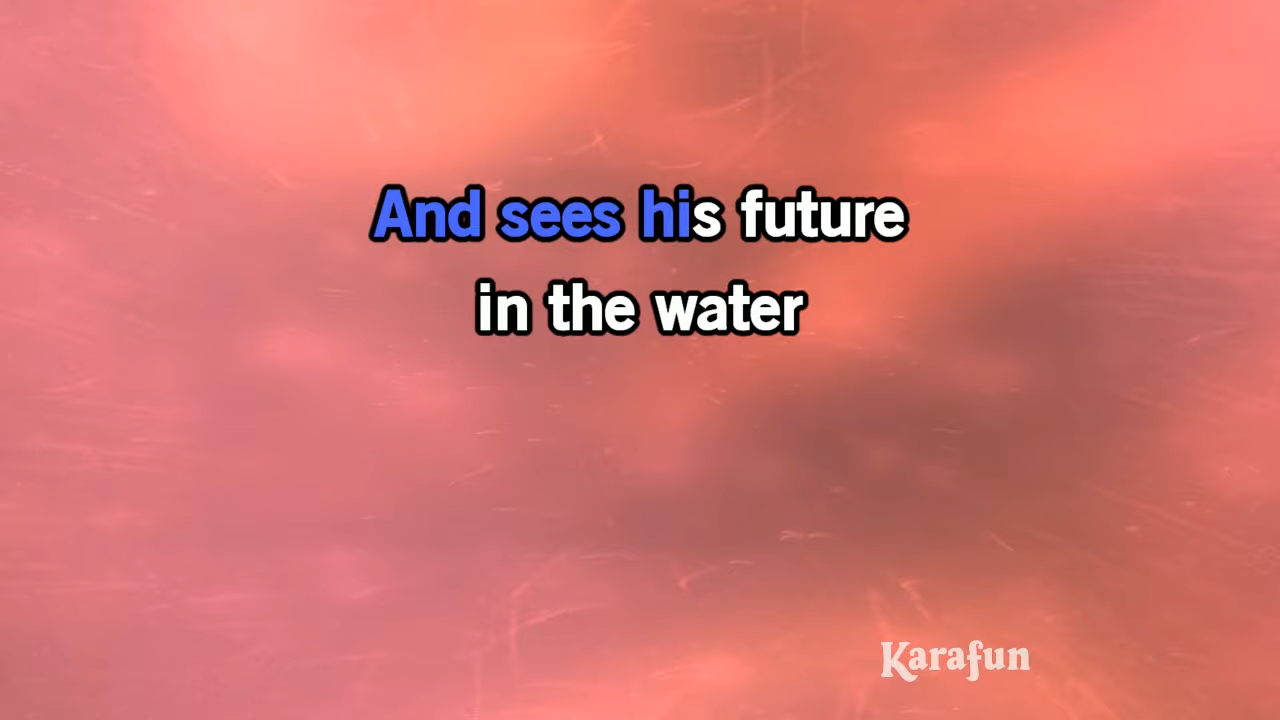 And sees his future
in the water
Karafun